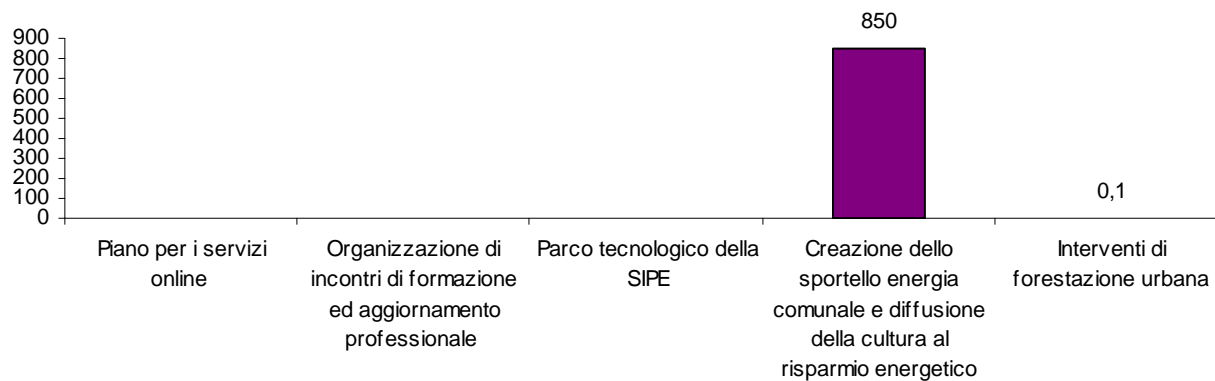 850
900
800
700
600
500
400
300
200
100
0
0,1
Piano per i servizi
online
Organizzazione di
incontri di formazione
ed aggiornamento
professionale
Parco tecnologico della
SIPE
Creazione dello
sportello energia
comunale e diffusione
della cultura al
risparmio energetico
Interventi di
forestazione urbana